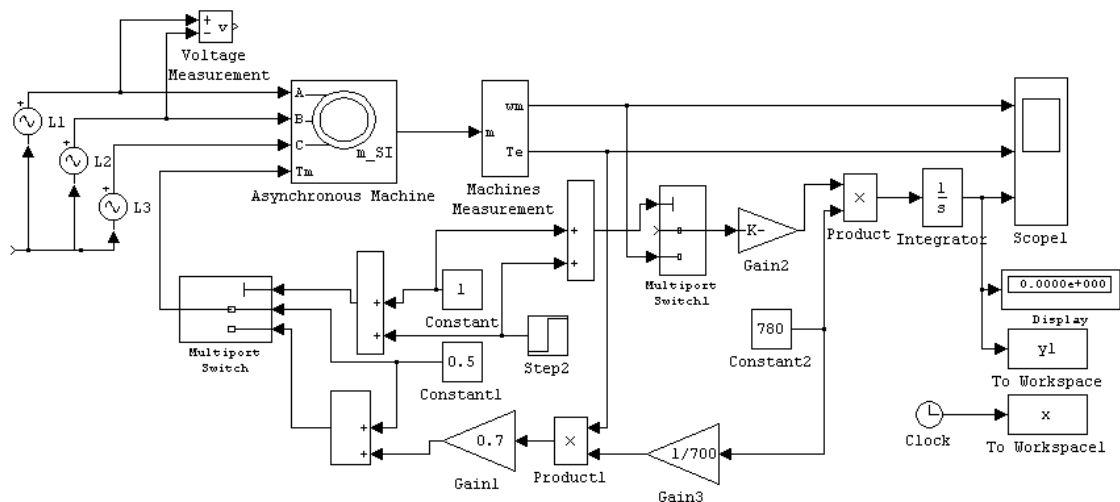 +
-
v
Voltage
Measurement
+
L1
+
L2
+
L3
A
B
C
Tm
m_SI
Asynchronous Machine
m
wm
Te
Machines
Measurement
Scope1
+
+
Multiport
Switch1
-K-
Gain2
×
Product
1
s
Integrator
0.0000e+000
Display
Multiport
Switch
+
+
1
Constant
Step2
0.5
Constant1
780
Constant2
y1
To Workspace
Clock
x
To Workspace1
+
+
0.7
Gain1
×
Product1
1/700
Gain3